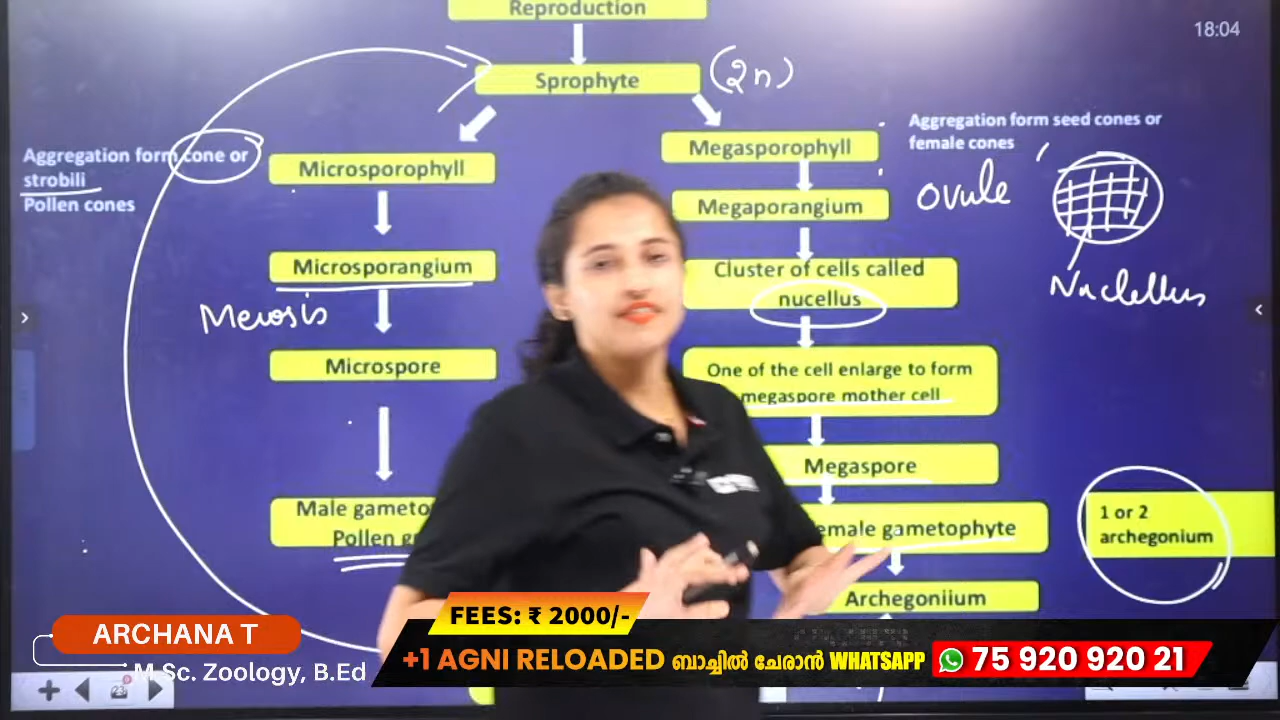 Reproduction
18:04
Sprophyte
(2n)
Aggregation form cone or
strobili
Pollen cones
Microsporophyll
Microsporangium
Meiosis
Microspore
Male gameto
Pollen g
Megasporophyll
Aggregation form seed cones or
female cones
Megaporangium
ovule
Cluster of cells called
nucellus
Nuclellus
One of the cell enlarge to form
megaspore mother cell
Megaspore
emale gametophyte
1 or 2
archegonium
Archegoniium
FEES: ₹ 2000/-
ARCHANA T
M.Sc. Zoology, B.Ed
+1 AGNI RELOADED ബാച്ചിൽ ചേരാൻ WHATSAPP 75 920 920 21